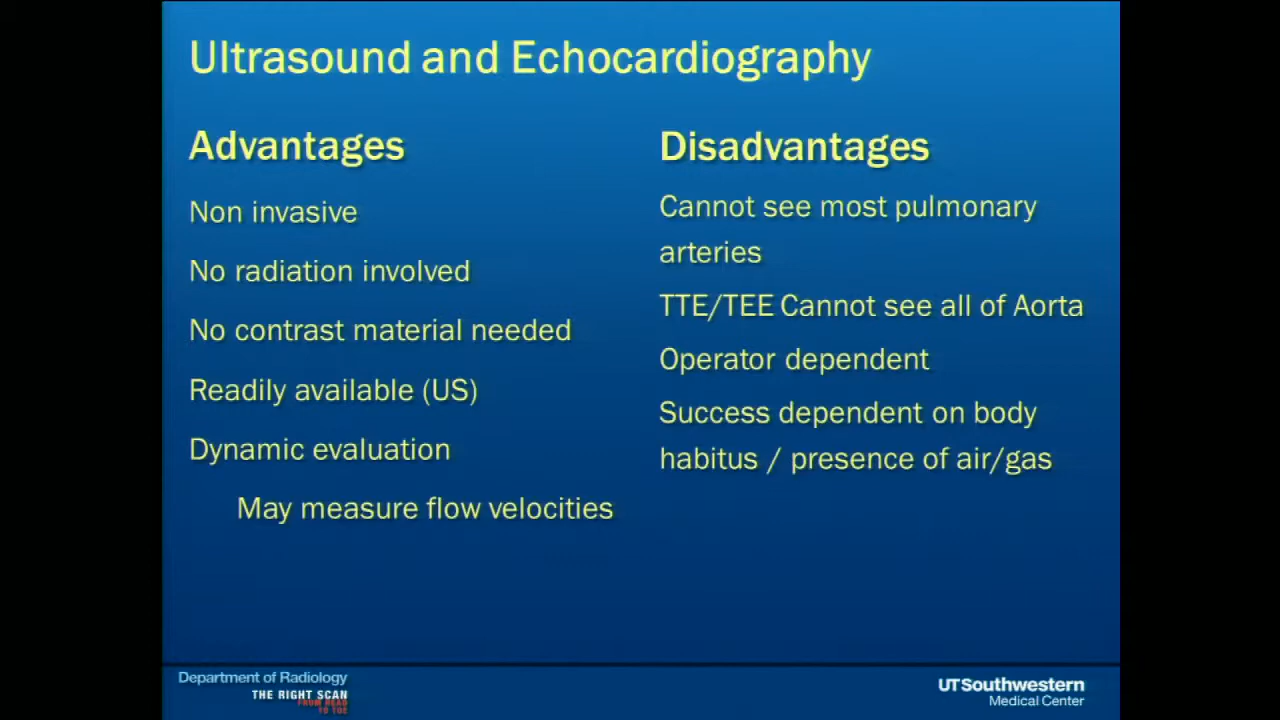 Ultrasound and Echocardiography
Advantages
Non invasive
No radiation involved
No contrast material needed
Readily available (US)
Dynamic evaluation
May measure flow velocities
Disadvantages
Cannot see most pulmonary
arteries
TTE/TEE Cannot see all of Aorta
Operator dependent
Success dependent on body
habitus / presence of air/gas
Department of Radiology
THE RIGHT SCAN
FROM HEAD
TO TOE
UTSouthwestern
Medical Center